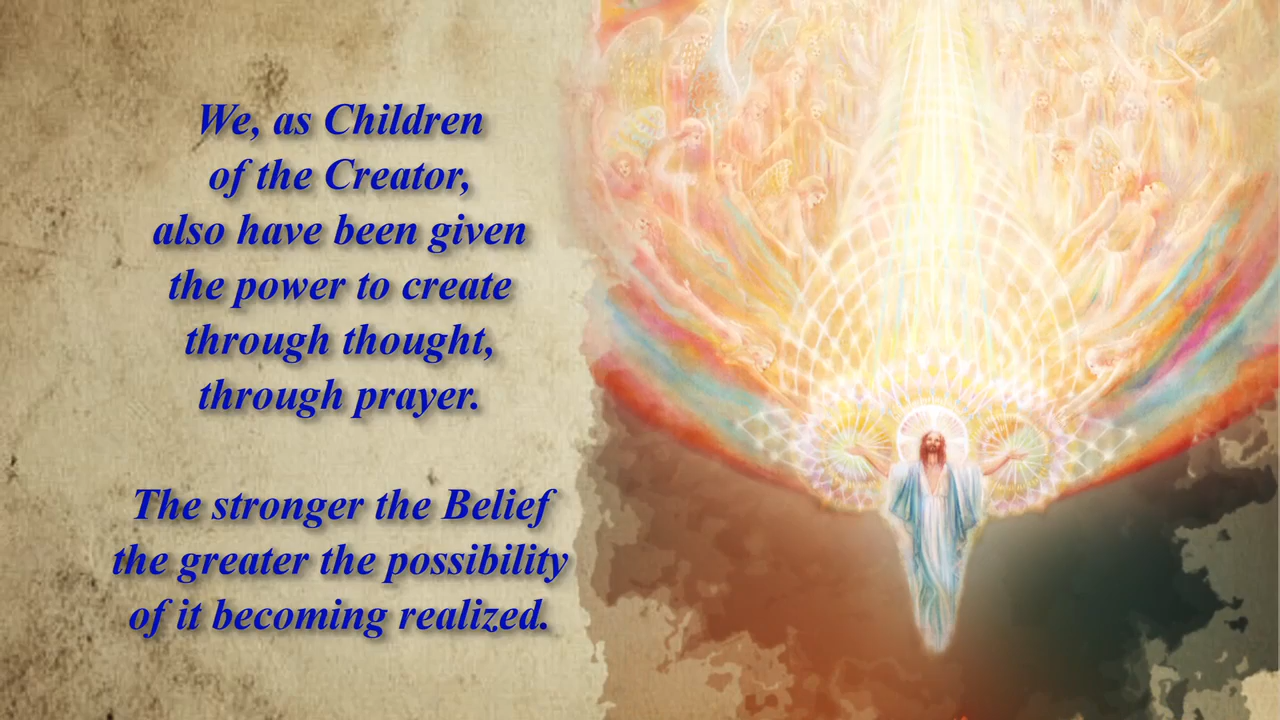 We, as Children
of the Creator,
also have been given
the power to create
through thought,
through prayer.
The stronger the Belief
the greater the possibility
of it becoming realized.